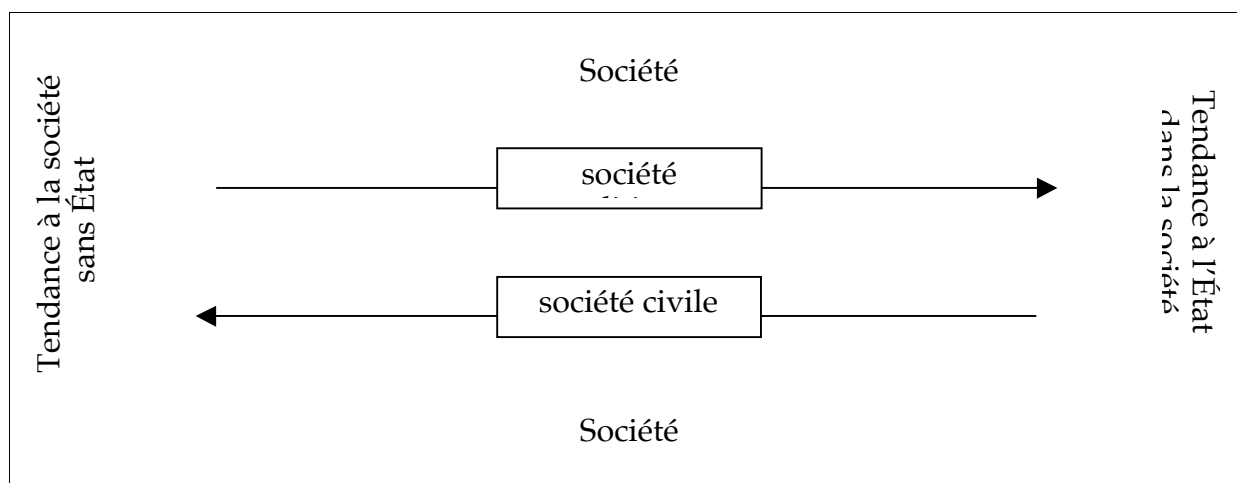 Société
Tendance à la société
sans État
société
société civile
Tendance à l'État
dans la société
Société